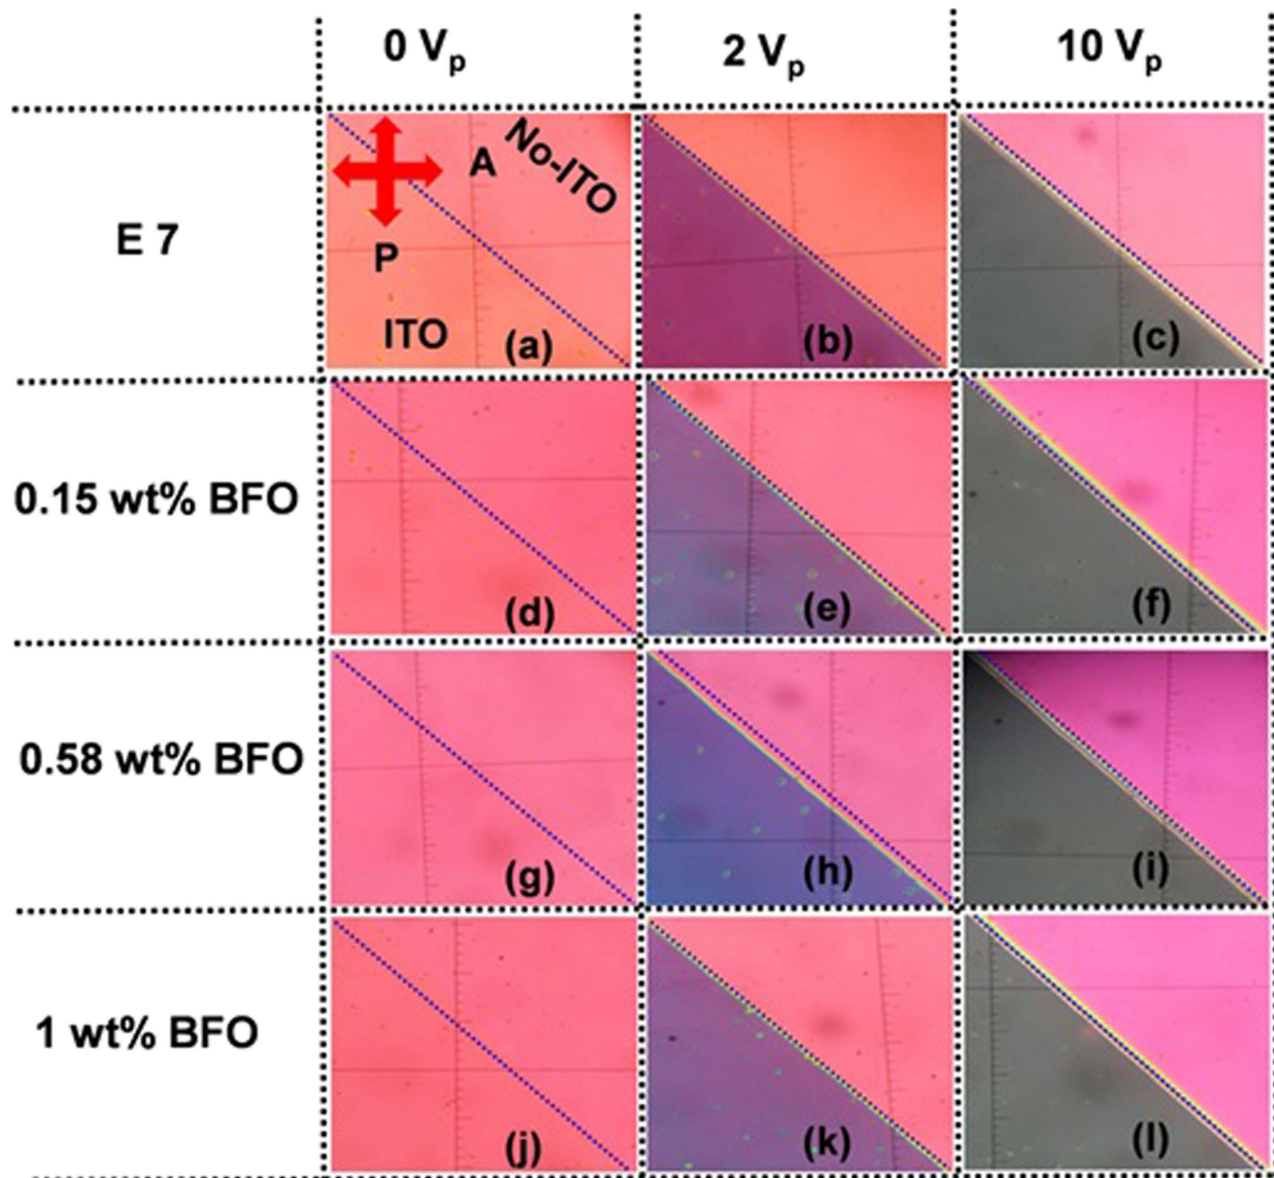 0 Vp
2 Vp
10 Vp
E 7
A
No-ITO
P
ITO
(a)
(b)
(c)
0.15 wt% BFO
(d)
(e)
(f)
0.58 wt% BFO
(g)
(h)
(i)
1 wt% BFO
(j)
(k)
(l)